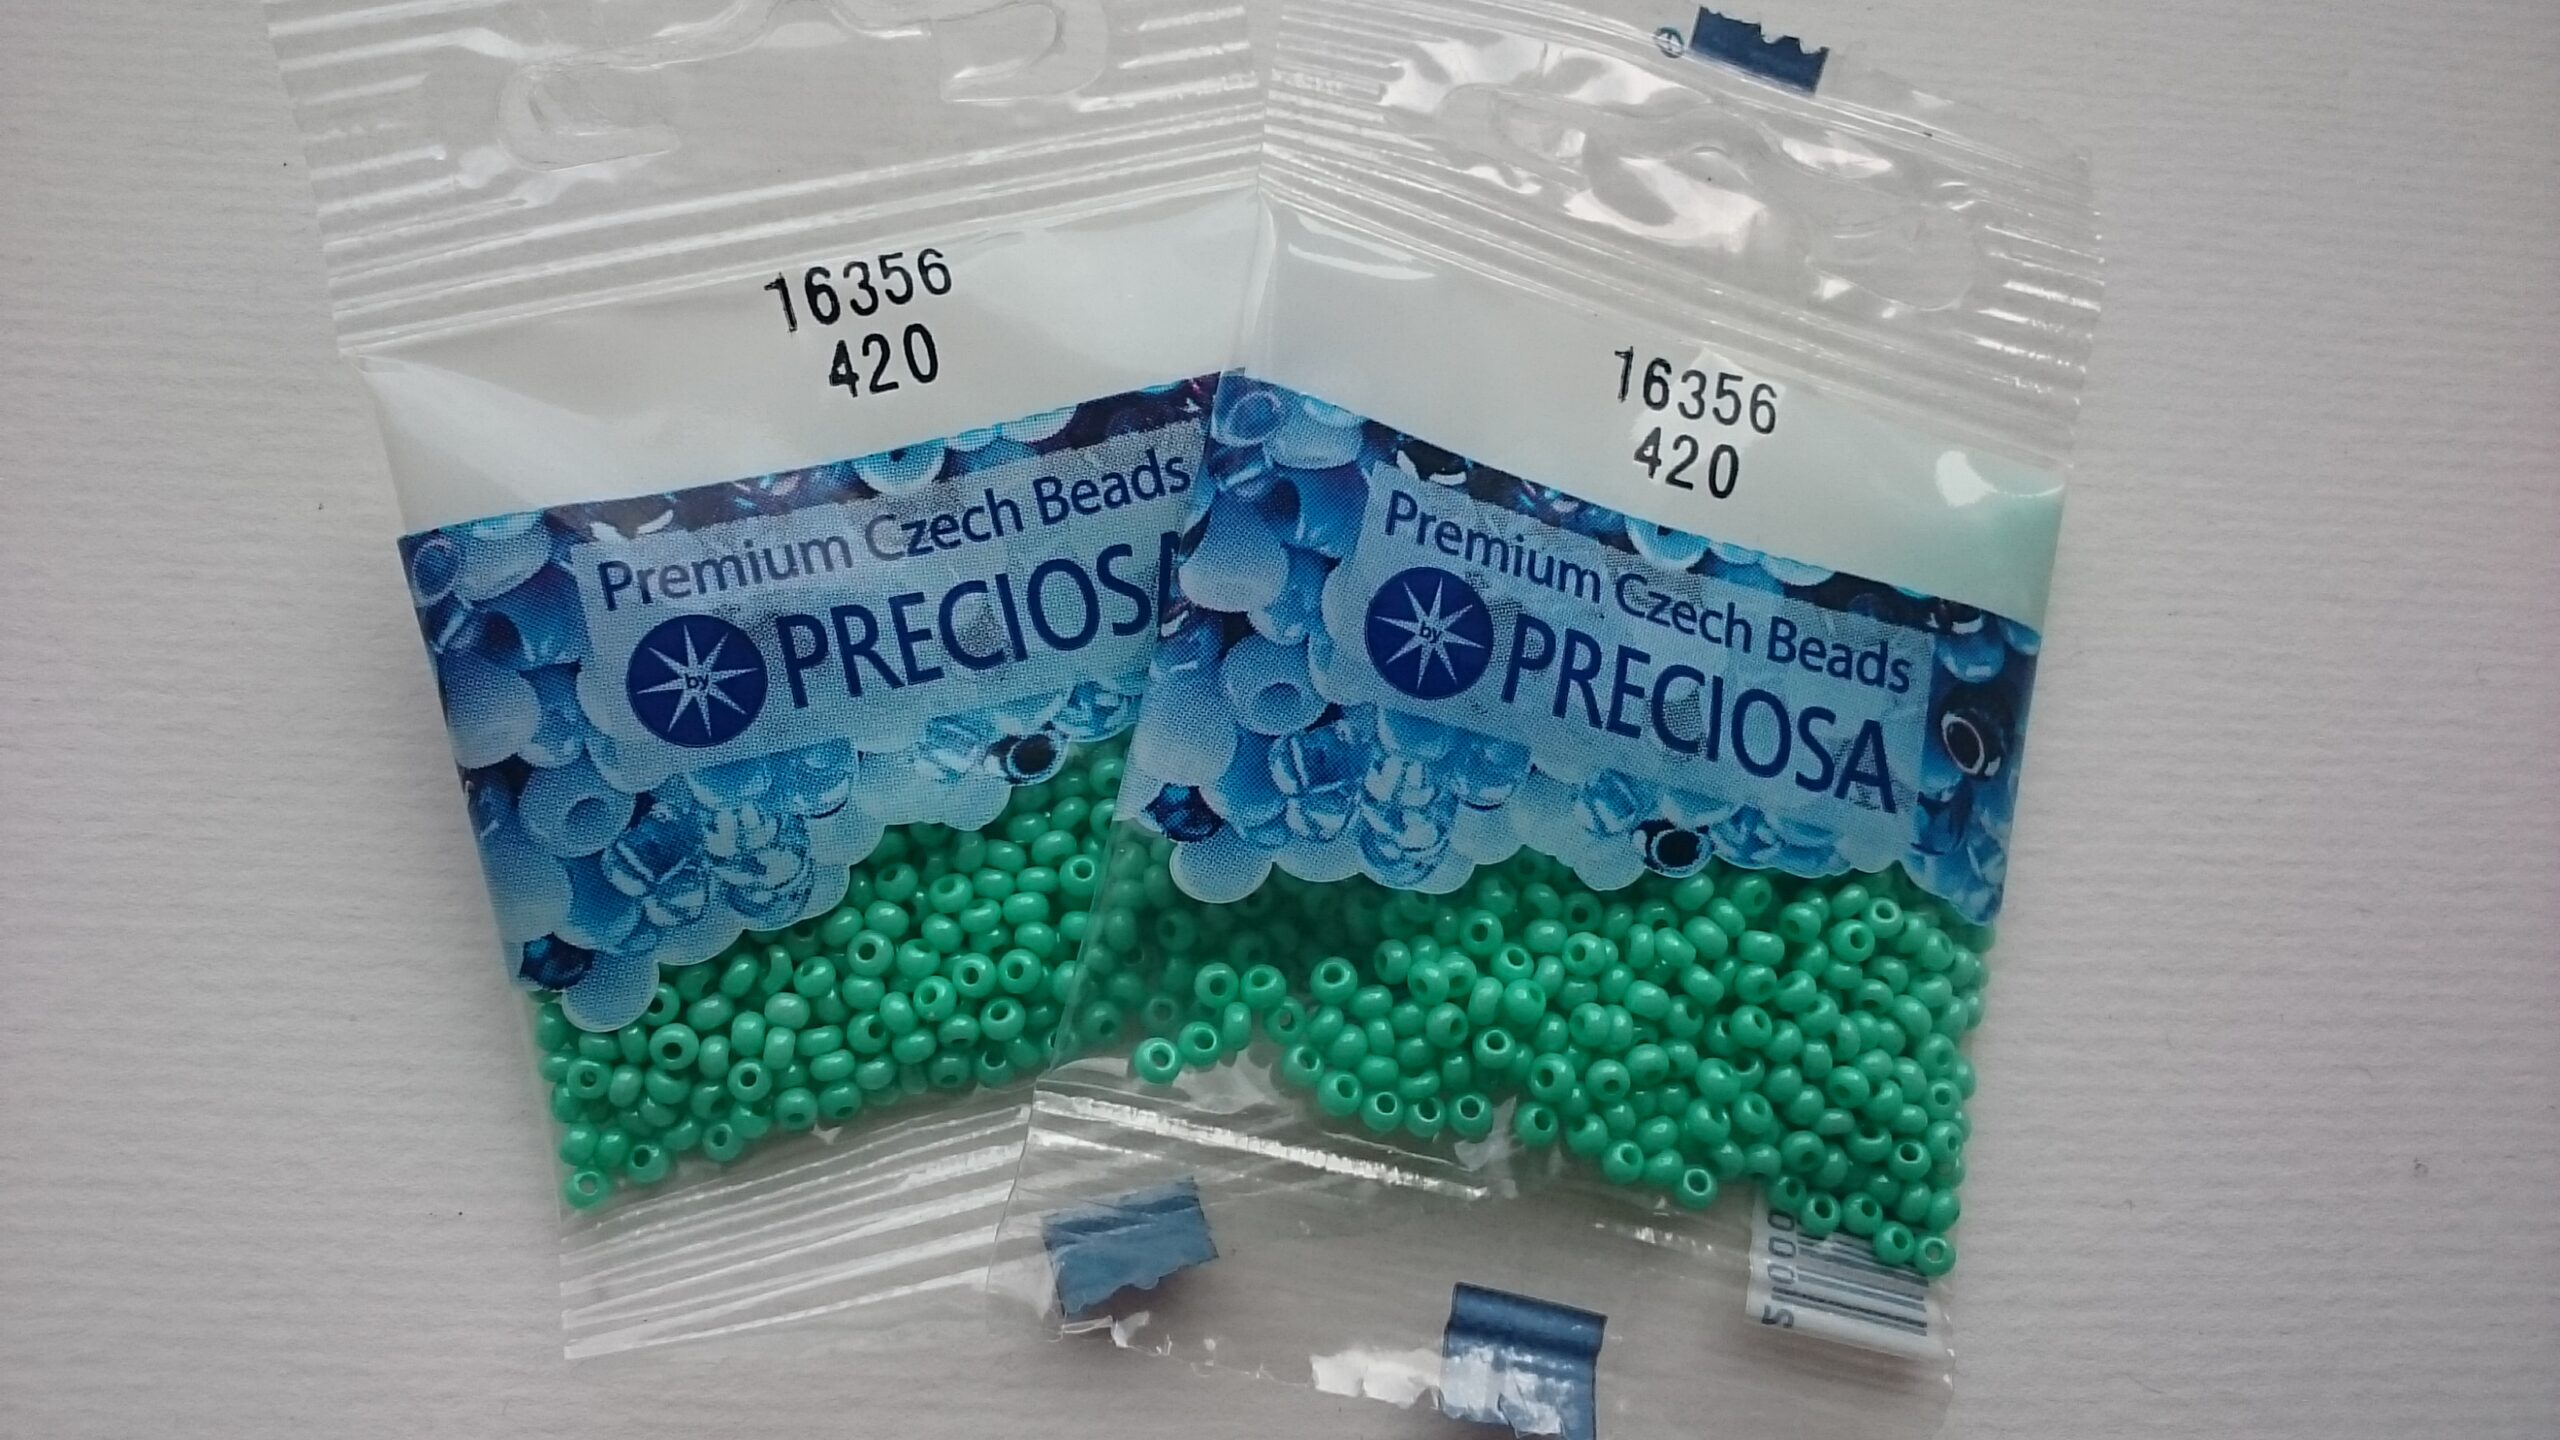 16356
420
Premium Czech Beads
by PRECIOSA
16356
420
Premium Czech Beads
by PRECIOSA